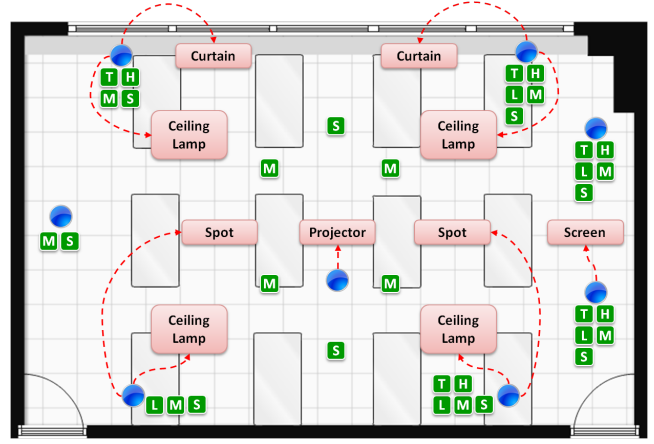 Curtain
Curtain
T H
M S
T H
L M
S
Ceiling
Lamp
Ceiling
Lamp
S
T H
L M
S
M
M
M S
Spot
Projector
Spot
Screen
M
M
T H
L M
S
Ceiling
Lamp
Ceiling
Lamp
S
L M S
T H
L M S